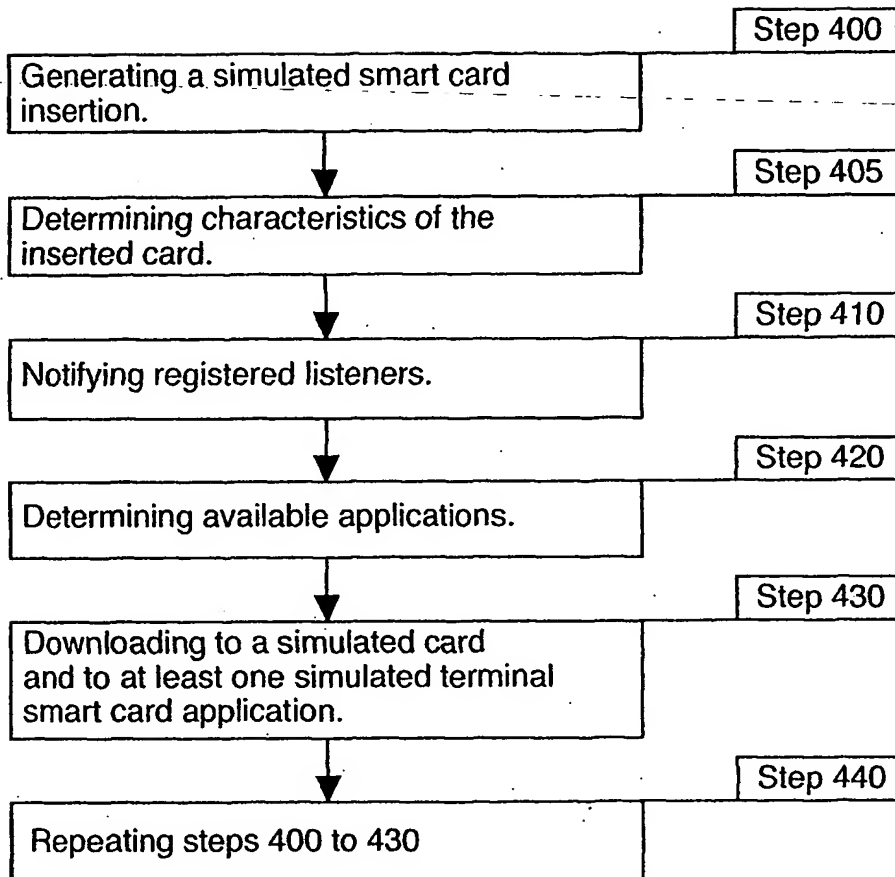 Step 400
Generating a simulated smart card
insertion.
Step 405
Determining characteristics of the
inserted card.
Step 410
Notifying registered listeners.
Step 420
Determining available applications.
Step 430
Downloading to a simulated card
and to at least one simulated terminal
smart card application.
Step 440
Repeating steps 400 to 430